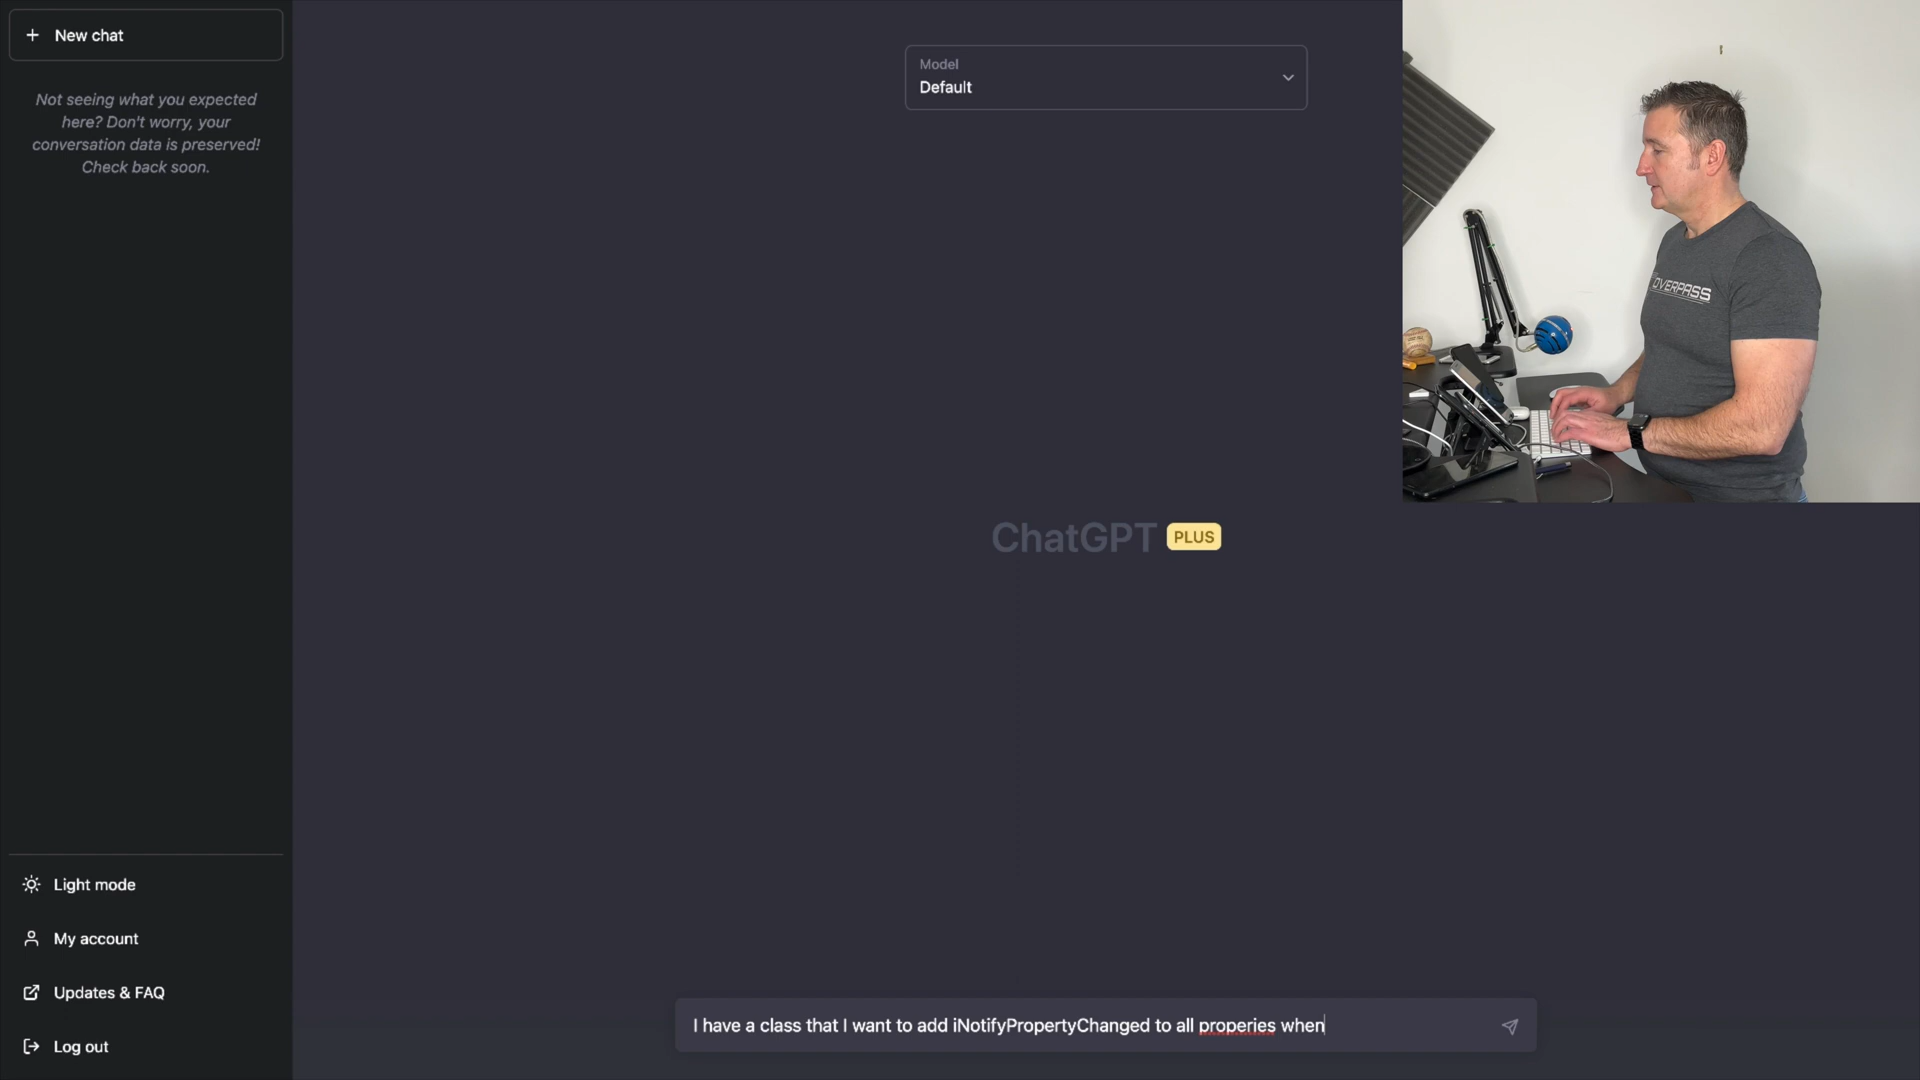 New chat
Not seeing what you expected
here? Don't worry, your
conversation data is preserved!
Check back soon.
Model
Default
OVERPASS
ChatGPT PLUS
Light mode
My account
Updates & FAQ
Log out
I have a class that I want to add iNotifyPropertyChanged to all properies when